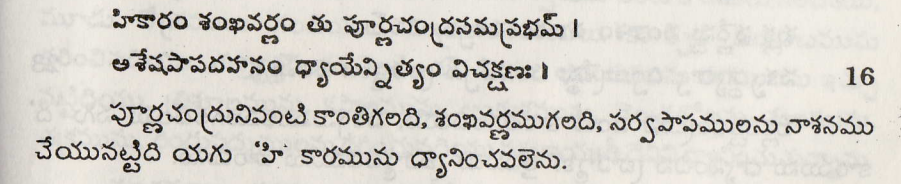 హికారం శంఖవర్ణం తు పూర్ణచంద్రసమప్రభమ్ ।
అశేషపాపదహనం ధ్యాయేన్నిత్యం విచక్షణః । 16
పూర్ణచంద్రునివంటి కాంతిగలది, శంఖవర్ణముగలది, సర్వపాపములను నాశనము
చేయునట్టిది యగు 'హి' కారమును ధ్యానించవలెను.